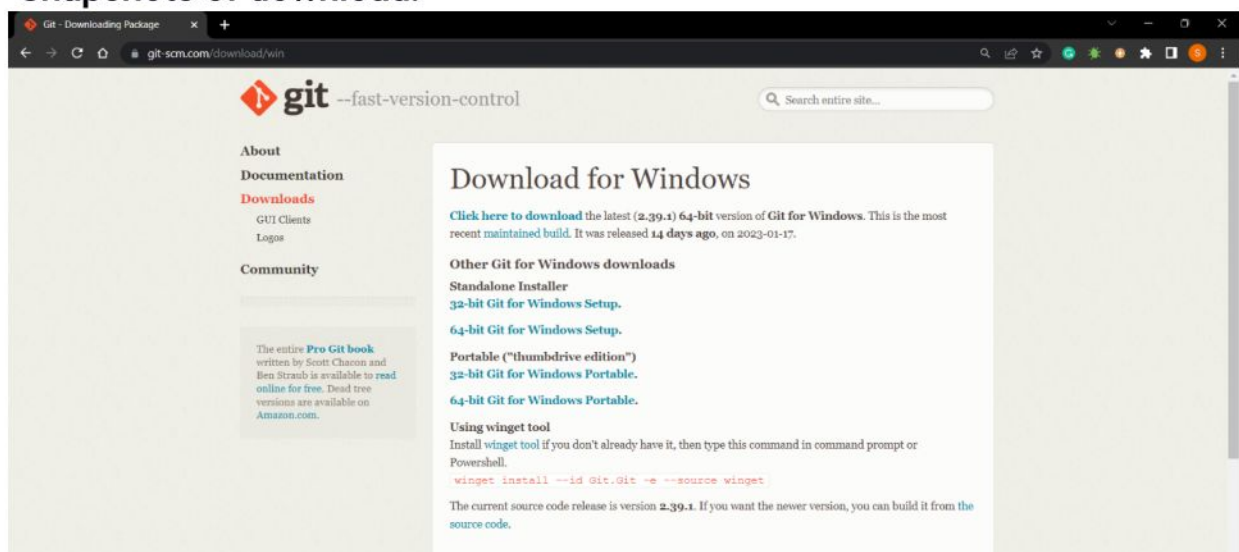 Snapshots of download:
Git - Downloading Package
git-scm.com/download/win
S
git --fast-version-control
Search entire site...
About
Documentation
Downloads
GUI Clients
Logos
Community
The entire Pro Git book
written by Scott Chacon and
Ben Straub is available to read
online for free. Dead tree
versions are available on
Amazon.com.
Download for Windows
Click here to download the latest (2.39.1) 64-bit version of Git for Windows. This is the most
recent maintained build. It was released 14 days ago, on 2023-01-17.
Other Git for Windows downloads
Standalone Installer
32-bit Git for Windows Setup.
64-bit Git for Windows Setup.
Portable ("thumbdrive edition")
32-bit Git for Windows Portable.
64-bit Git for Windows Portable.
Using winget tool
Install winget tool if you don't already have it, then type this command in command prompt or
Powershell.
winget install --id Git.Git -e --source winget
The current source code release is version 2.39.1. If you want the newer version, you can build it from the
source code.